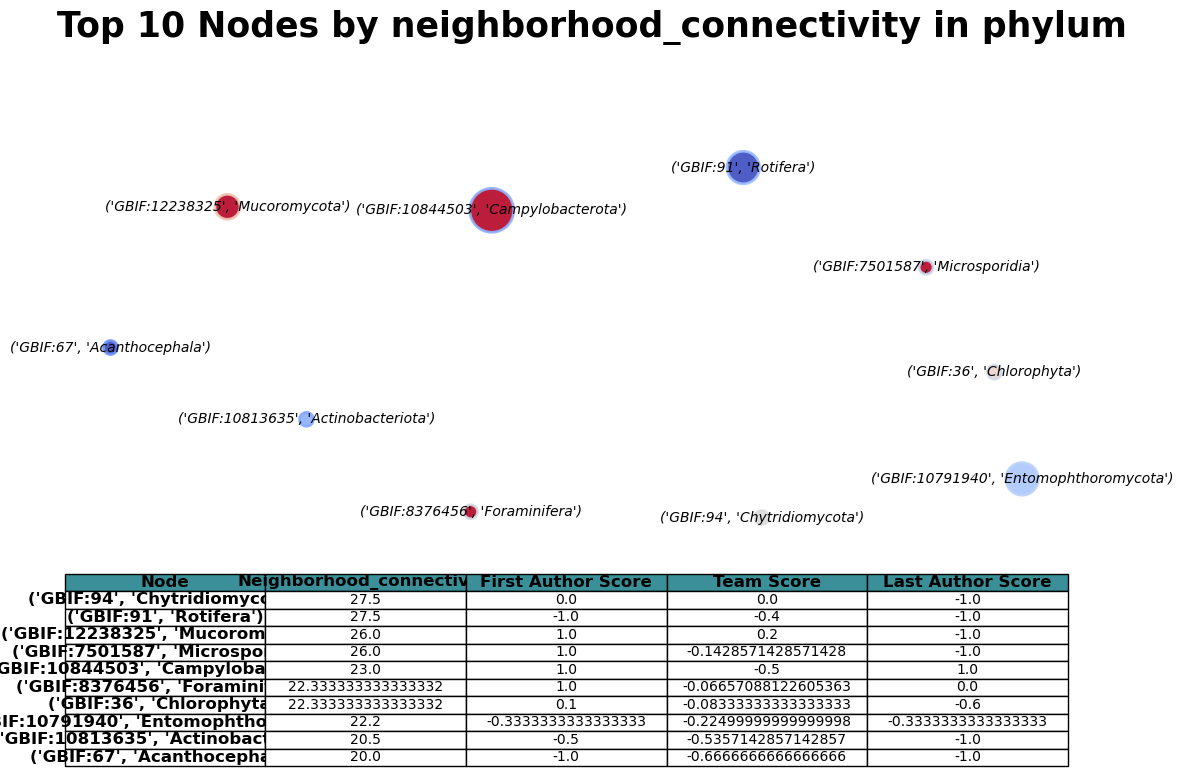 Top 10 Nodes by neighborhood_connectivity in phylum
('GBIF:91', 'Rotifera')
('GBIF:12238325', 'Mucoromycota')
('GBIF:10844503', 'Campylobacterota')
('GBIF:7501587', 'Microsporidia')
('GBIF:67', 'Acanthocephala')
('GBIF:36', 'Chlorophyta')
('GBIF:10813635', 'Actinobacteriota')
('GBIF:10791940', 'Entomophthoromycota')
('GBIF:8376456', 'Foraminifera')
('GBIF:94', 'Chytridiomycota')
Node Neighborhood_connectiv First Author Score Team Score Last Author Score
('GBIF:94', 'Chytridiomyco 27.5 0.0 0.0 -1.0
('GBIF:91', 'Rotifera') 27.5 -1.0 -0.4 -1.0
('GBIF:12238325', 'Mucorom 26.0 1.0 0.2 -1.0
('GBIF:7501587', 'Microspo 26.0 1.0 -0.1428571428571428 -1.0
GBIF:10844503', 'Campyloba 23.0 1.0 -0.5 1.0
('GBIF:8376456', 'Foramini 22.333333333333332 1.0 -0.06657088122605363 0.0
('GBIF:36', 'Chlorophyta 22.333333333333332 0.1 -0.08333333333333333 -0.6
BIF:10791940', 'Entomophtho 22.2 -0.3333333333333333 -0.22499999999999998 -0.3333333333333333
'GBIF:10813635', 'Actinobact 20.5 -0.5 -0.5357142857142857 -1.0
('GBIF:67', 'Acanthocepha 20.0 -1.0 -0.6666666666666666 -1.0